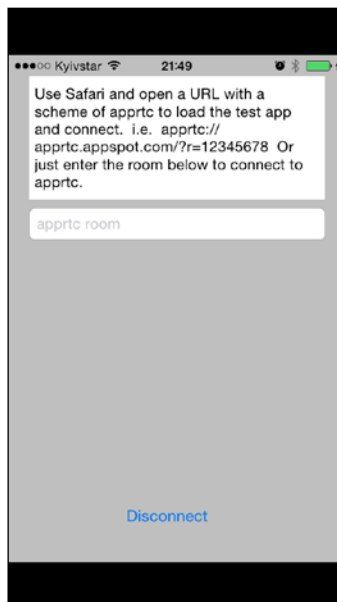 Kyivstar 21:49
Use Safari and open a URL with a
scheme of apprtc to load the test app
and connect.  i.e.  apprtc://
apprtc.appspot.com/?r=12345678  Or
just enter the room below to connect to
apprtc.
apprtc room
Disconnect